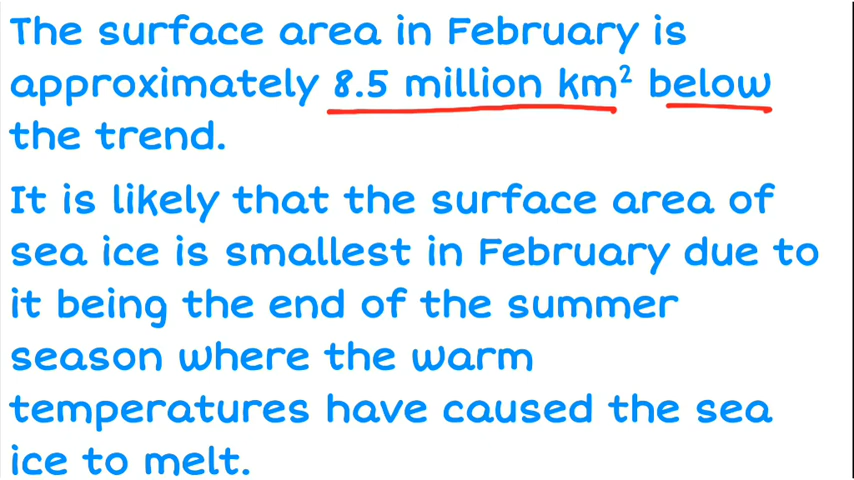 The surface area in February is
approximately 8.5 million km² below
the trend.
It is likely that the surface area of
sea ice is smallest in February due to
it being the end of the summer
season where the warm
temperatures have caused the sea
ice to melt.